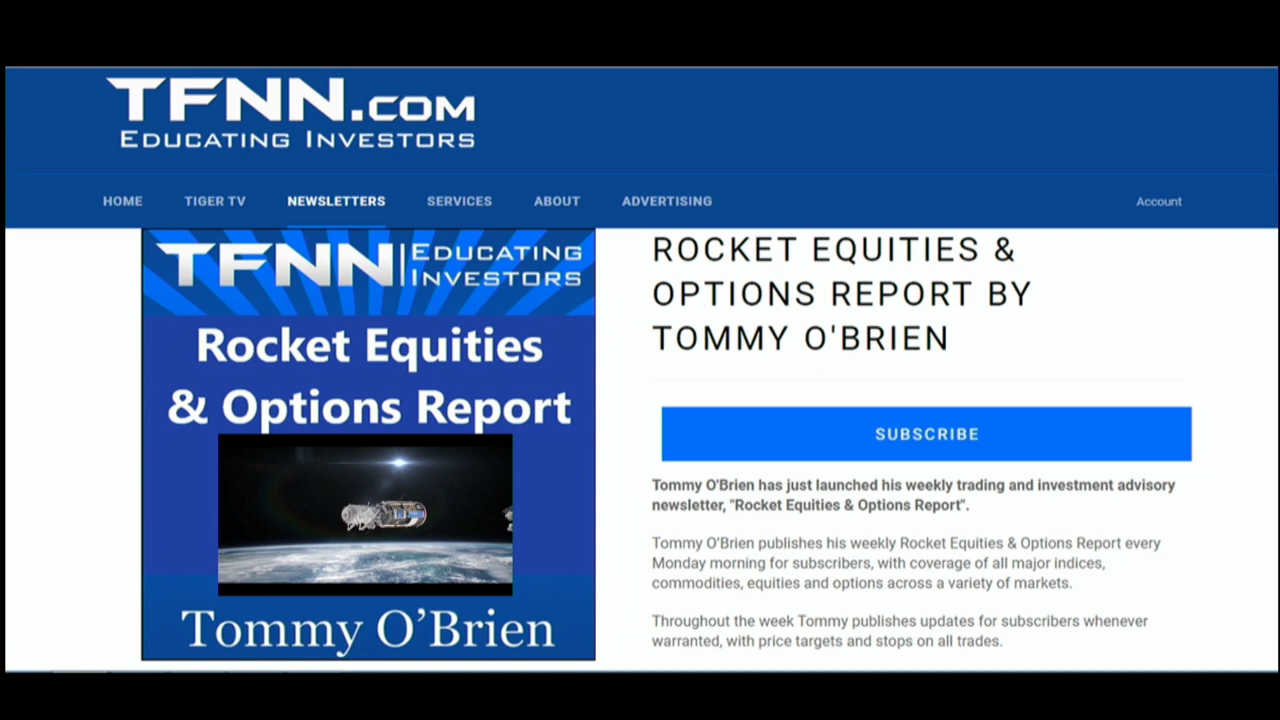 TFNN.COM
EDUCATING INVESTORS
HOME TIGER TV NEWSLETTERS SERVICES ABOUT ADVERTISING Account
TFNN EDUCATING
INVESTORS
Rocket Equities
& Options Report
Tommy O’Brien
ROCKET EQUITIES &
OPTIONS REPORT BY
TOMMY O'BRIEN
SUBSCRIBE
Tommy O'Brien has just launched his weekly trading and investment advisory
newsletter, "Rocket Equities & Options Report".
Tommy O'Brien publishes his weekly Rocket Equities & Options Report every
Monday morning for subscribers, with coverage of all major indices,
commodities, equities and options across a variety of markets.
Throughout the week Tommy publishes updates for subscribers whenever
warranted, with price targets and stops on all trades.